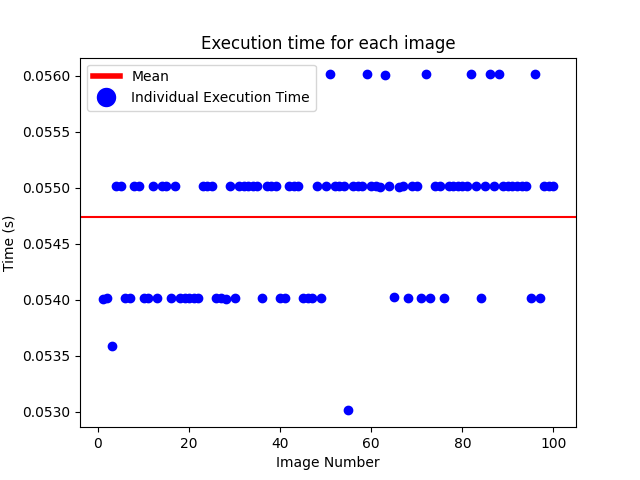 Execution time for each image
Mean
Individual Execution Time
0.0560
0.0555
0.0550
0.0545
0.0540
0.0535
0.0530
Time (s)
0 20 40 60 80 100
Image Number